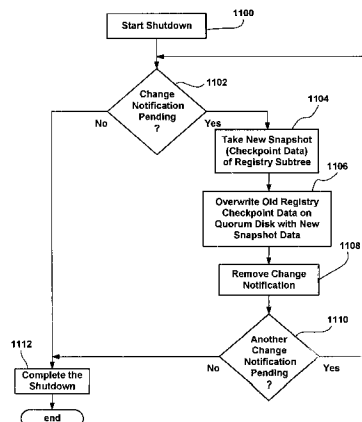 1100
Start Shutdown
1102
Change
Notification
Pending
?
No
Yes
1104
Take New Snapshot
(Checkpoint Data)
of Registry Subtree
1106
Overwrite Old Registry
Checkpoint Data on
Quorum Disk with New
Snapshot Data
1108
Remove Change
Notification
1110
Another
Change
Notification
Pending
?
No
Yes
1112
Complete the
Shutdown
end